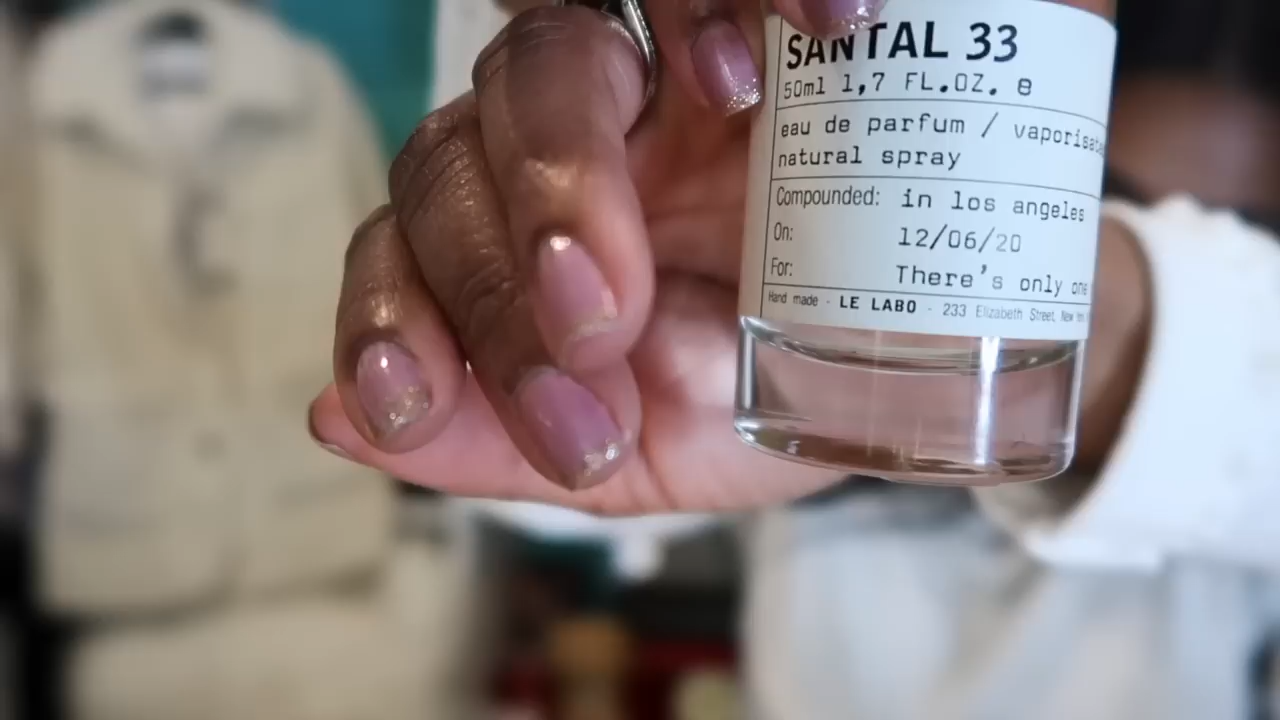 SANTAL 33
50ml 1,7 FL.OZ. e
eau de parfum / vaporisate
natural spray
Compounded: in los angeles
On: 12/06/20
For: There's only one
Hand made - LE LABO - 233 Elizabeth Street, New